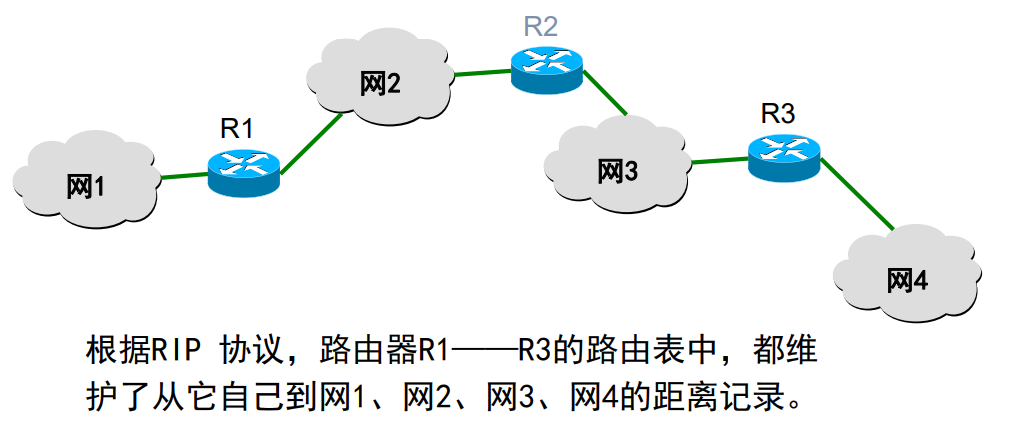 R2
网2
R1
R3
网1
网3
网4
根据RIP 协议，路由器R1——R3的路由表中，都维
护了从它自己到网1、网2、网3、网4的距离记录。